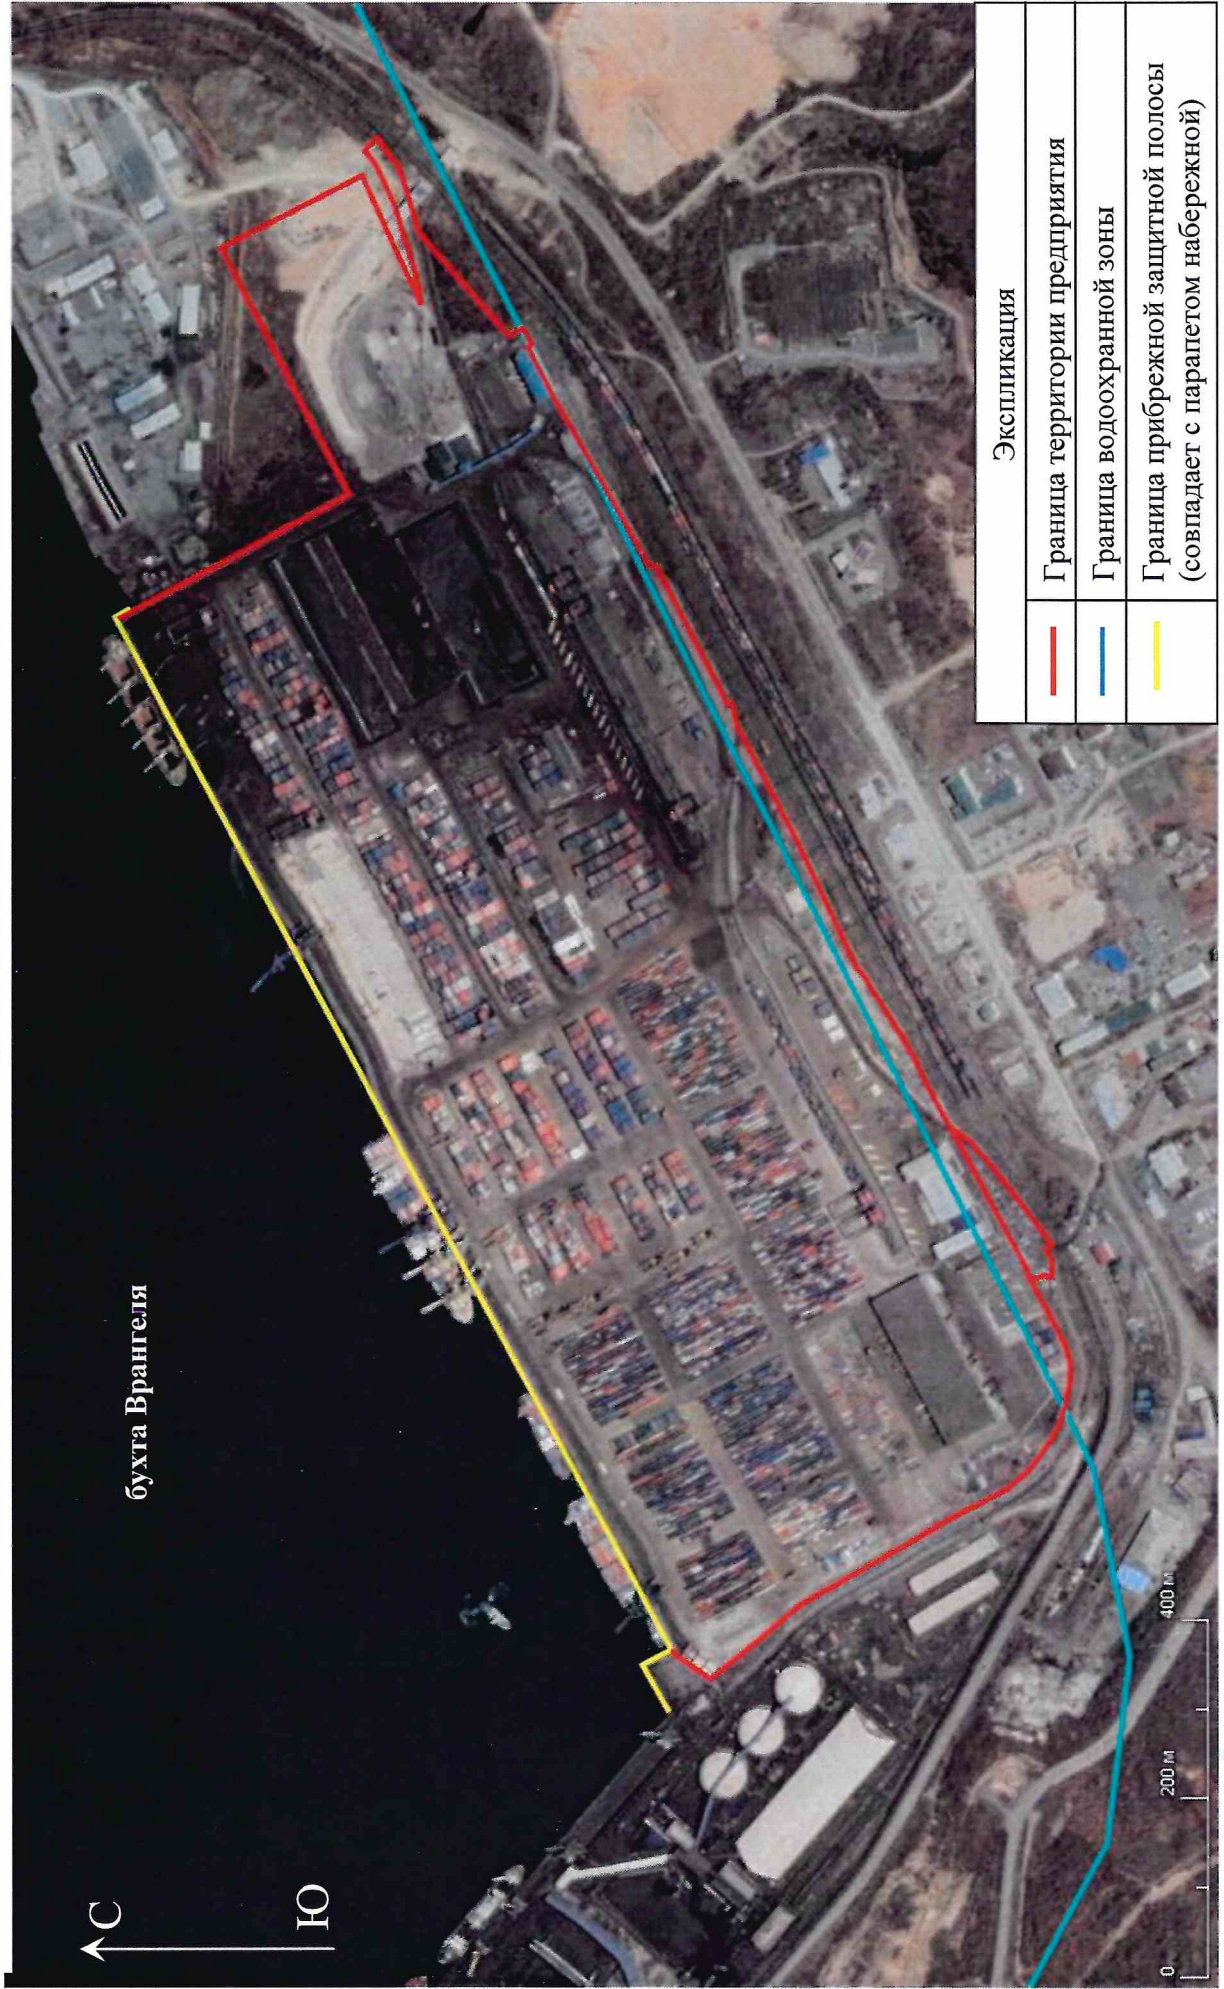 С
Ю
бухта Врангеля
0
200 м
400 м
Экспликация
Граница территории предприятия
Граница водоохранной зоны
Граница прибрежной защитной полосы
(совпадает с парапетом набережной)